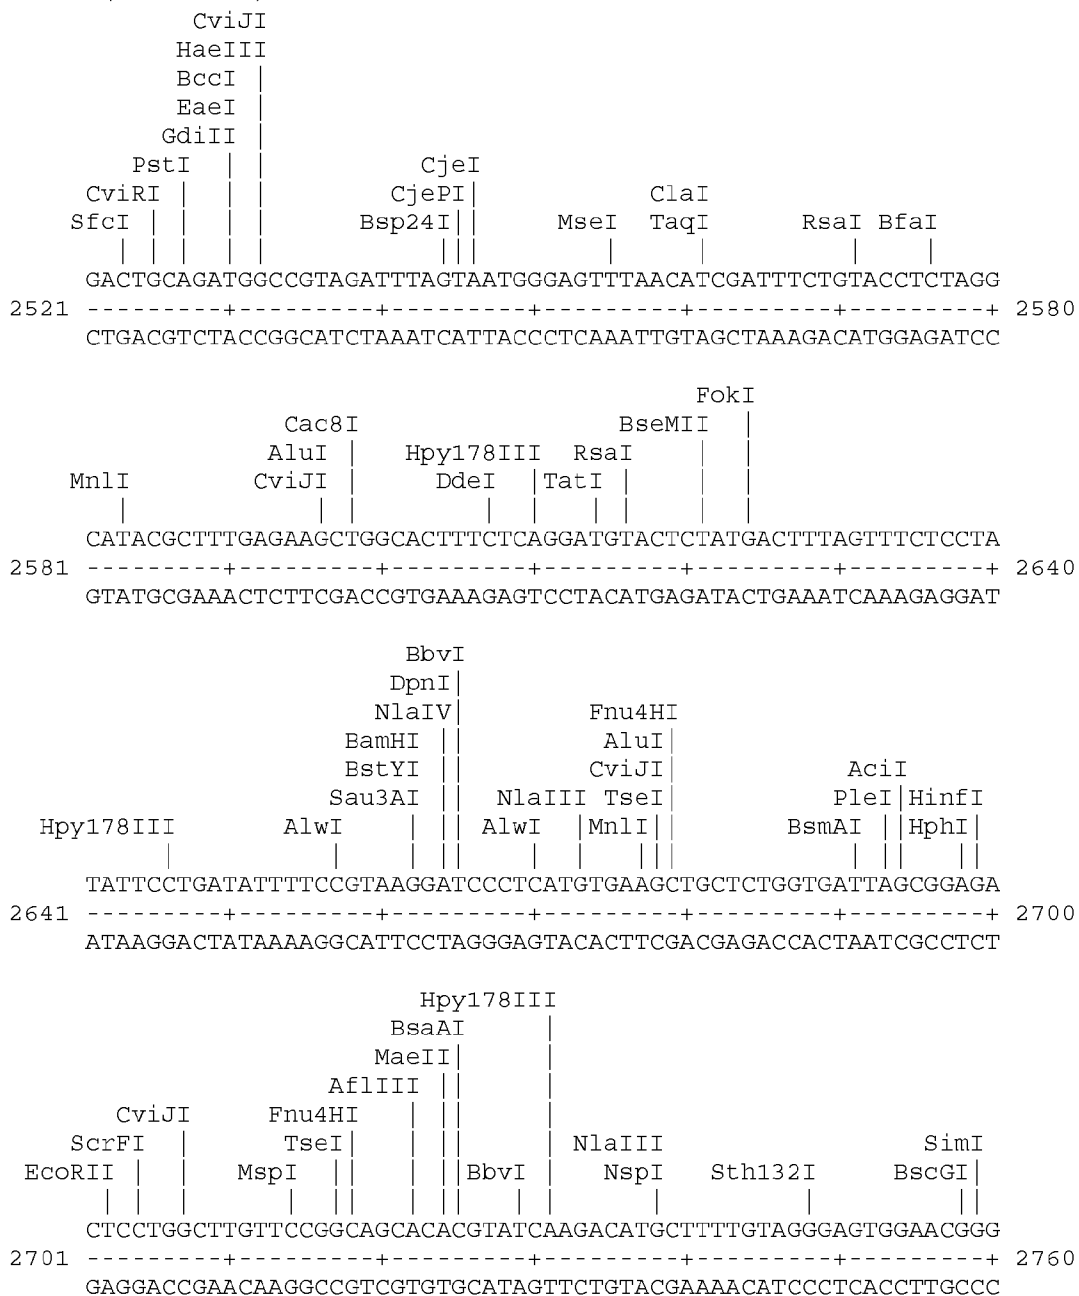 CviJI
HaeIII
BccI |
EaeI |
GdiII |
PstI | | CjeI
CviRI | | | CjePI| ClaI
SfcI | | | | Bsp24I|| MseI TaqI RsaI BfaI
| | | | | ||| | | | |
GACTGCAGATGGCCGTAGATTTAGTAATGGGAGTTTAACATCGATTTCTGTACCTCTAGG
2521 ---------+---------+---------+---------+---------+---------+ 2580
CTGACGTCTACCGGCATCTAAATCATTACCCTCAAATTGTAGCTAAAGACATGGAGATCC
FokI
Cac8I BseMII |
AluI | Hpy178III RsaI | |
MnlI CviJI | DdeI |TatI | | |
| | | | | | | | |
CATACGCTTTGAGAAGCTGGCACTTTCTCAGGATGTACTCTATGACTTTAGTTTCTCCTA
2581 ---------+---------+---------+---------+---------+---------+ 2640
GTATGCGAAACTCTTCGACCGTGAAAGAGTCCTACATGAGATACTGAAATCAAAGAGGAT
BbvI
DpnI|
NlaIV| Fnu4HI
BamHI || AluI|
BstYI || CviJI| AciI
Sau3AI || NlaIII TseI| PleI|HinfI
Hpy178III AlwI | || AlwI |MnlI|| BsmAI ||HphI|
| | | || | | ||| | || ||
TATTCCTGATATTTTCCGTAAGGATCCCTCATGTGAAGCTGCTCTGGTGATTAGCGGAGA
2641 ---------+---------+---------+---------+---------+---------+ 2700
ATAAGGACTATAAAAGGCATTCCTAGGGAGTACACTTCGACGAGACCACTAATCGCCTCT
Hpy178III
BsaAI |
MaeII| |
AflIII || |
CviJI Fnu4HI | || |
ScrFI | TseI| | || | NlaIII SimI
EcoRII | | MspI || | ||BbvI | NspI Sth132I BscGI|
| | | | || | || | | | | ||
CTCCTGGCTTGTTCCGGCAGCACACGTATCAAGACATGCTTTTGTAGGGAGTGGAACGGG
2701 ---------+---------+---------+---------+---------+---------+ 2760
GAGGACCGAACAAGGCCGTCGTGTGCATAGTTCTGTACGAAAACATCCCTCACCTTGCCC